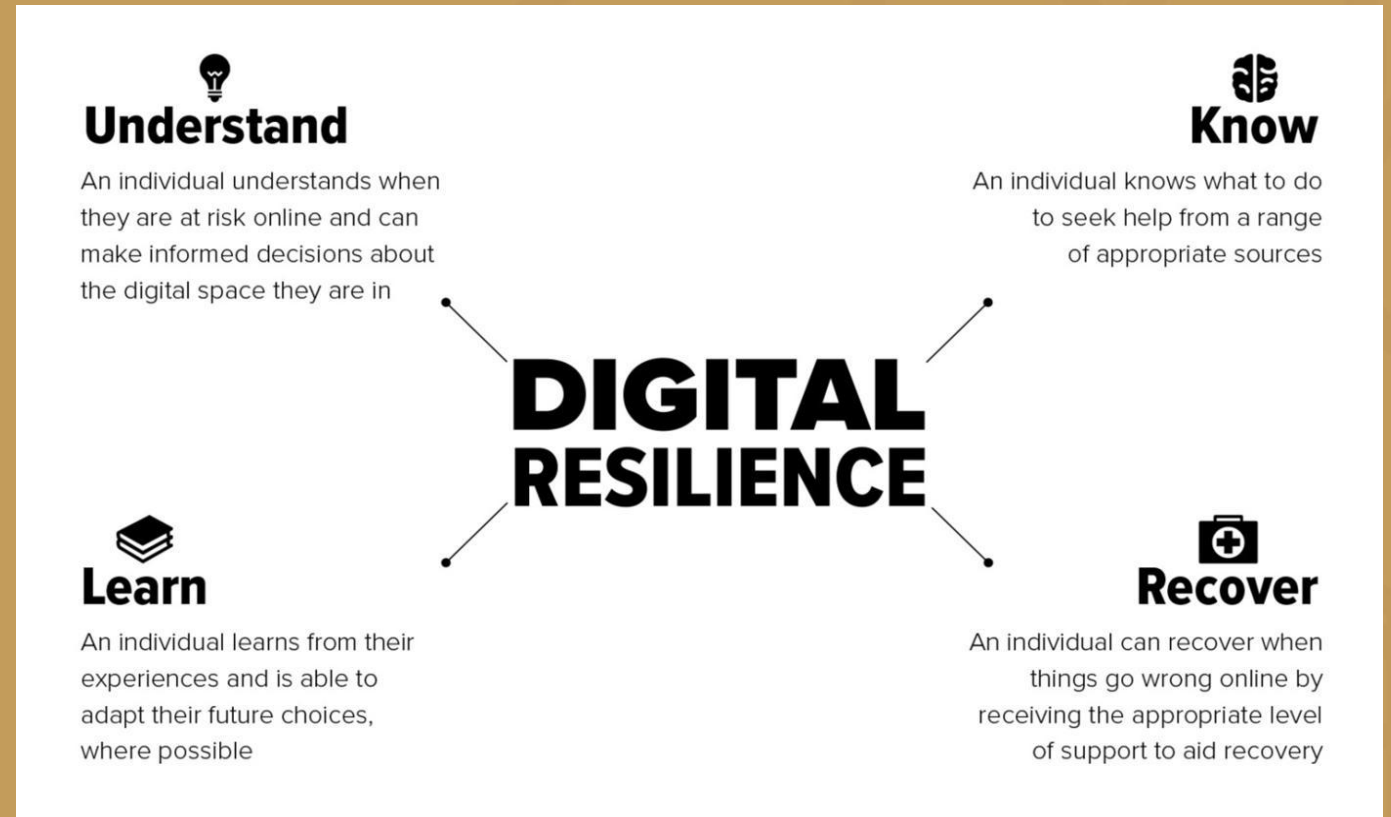 Understand
An individual understands when
they are at risk online and can
make informed decisions about
the digital space they are in
Know
An individual knows what to do
to seek help from a range
of appropriate sources
DIGITAL
RESILIENCE
Learn
An individual learns from their
experiences and is able to
adapt their future choices,
where possible
Recover
An individual can recover when
things go wrong online by
receiving the appropriate level
of support to aid recovery